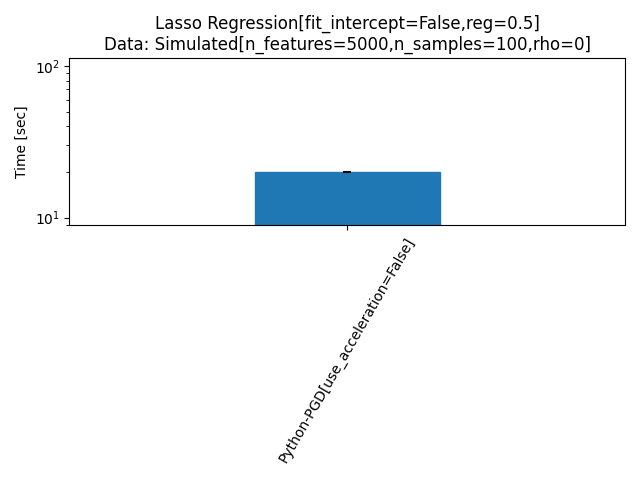 Lasso Regression[fit_intercept=False,reg=0.5]
Data: Simulated[n_features=5000,n_samples=100,rho=0]
Time [sec]
10²
10¹
Python-PGD[use_acceleration=False]